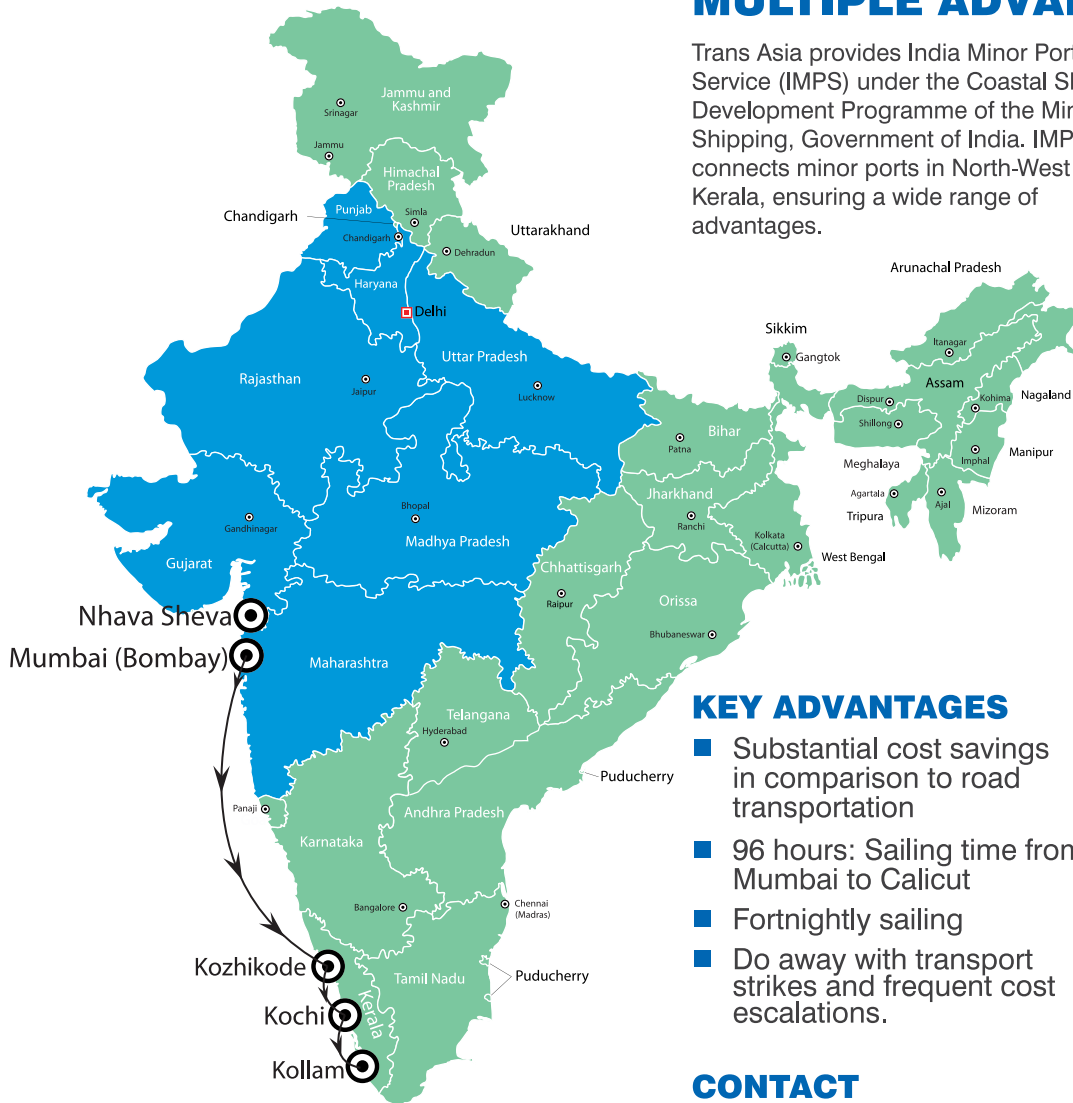 MULTIPLE ADVA
Trans Asia provides India Minor Port
Service (IMPS) under the Coastal S
Development Programme of the Min
Shipping, Government of India. IMP
connects minor ports in North-West
Kerala, ensuring a wide range of
advantages.
Jammu and
Kashmir
Srinagar
Jammu
Himachal
Pradesh
Punjab
Simla
Chandigarh
Chandigarh
Uttarakhand
Dehradun
Haryana
Delhi
Arunachal Pradesh
Sikkim
Gangtok
Itanagar
Uttar Pradesh
Rajasthan
Jaipur
Lucknow
Assam
Dispur
Kohima
Nagaland
Shillong
Bihar
Patna
Imphal
Manipur
Meghalaya
Jharkhand
Ranchi
Agartala
Ajal
Mizoram
Tripura
Bhopal
Gandhinagar
Madhya Pradesh
Kolkata
(Calcutta)
West Bengal
Gujarat
Chhattisgarh
Raipur
Orissa
Bhubaneswar
Nhava Sheva
Mumbai (Bombay)
Maharashtra
Telangana
Hyderabad
Puducherry
Panaji
Andhra Pradesh
Karnataka
Bangalore
Chennai
(Madras)
Kozhikode
Tamil Nadu
Puducherry
Kerala
Kochi
Kollam
KEY ADVANTAGES
Substantial cost savings
in comparison to road
transportation
96 hours: Sailing time from
Mumbai to Calicut
Fortnightly sailing
Do away with transport
strikes and frequent cost
escalations.
CONTACT